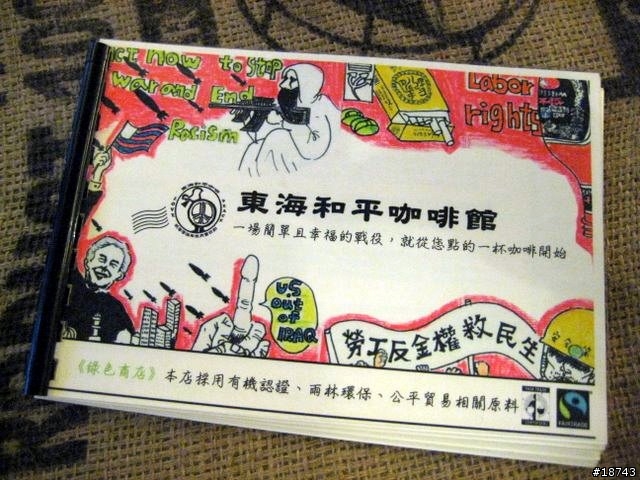 ACT NOW to stop
war and End
Racism
Labor
rights
東海和平咖啡館
一場簡單且幸福的戰役，就從您點的一杯咖啡開始
U.S
Out
of
IRAQ
勞工反金權 救民生
《綠色商店》本店採用有機認證、雨林環保、公平貿易相關原料
FAIRTRADE
#18743